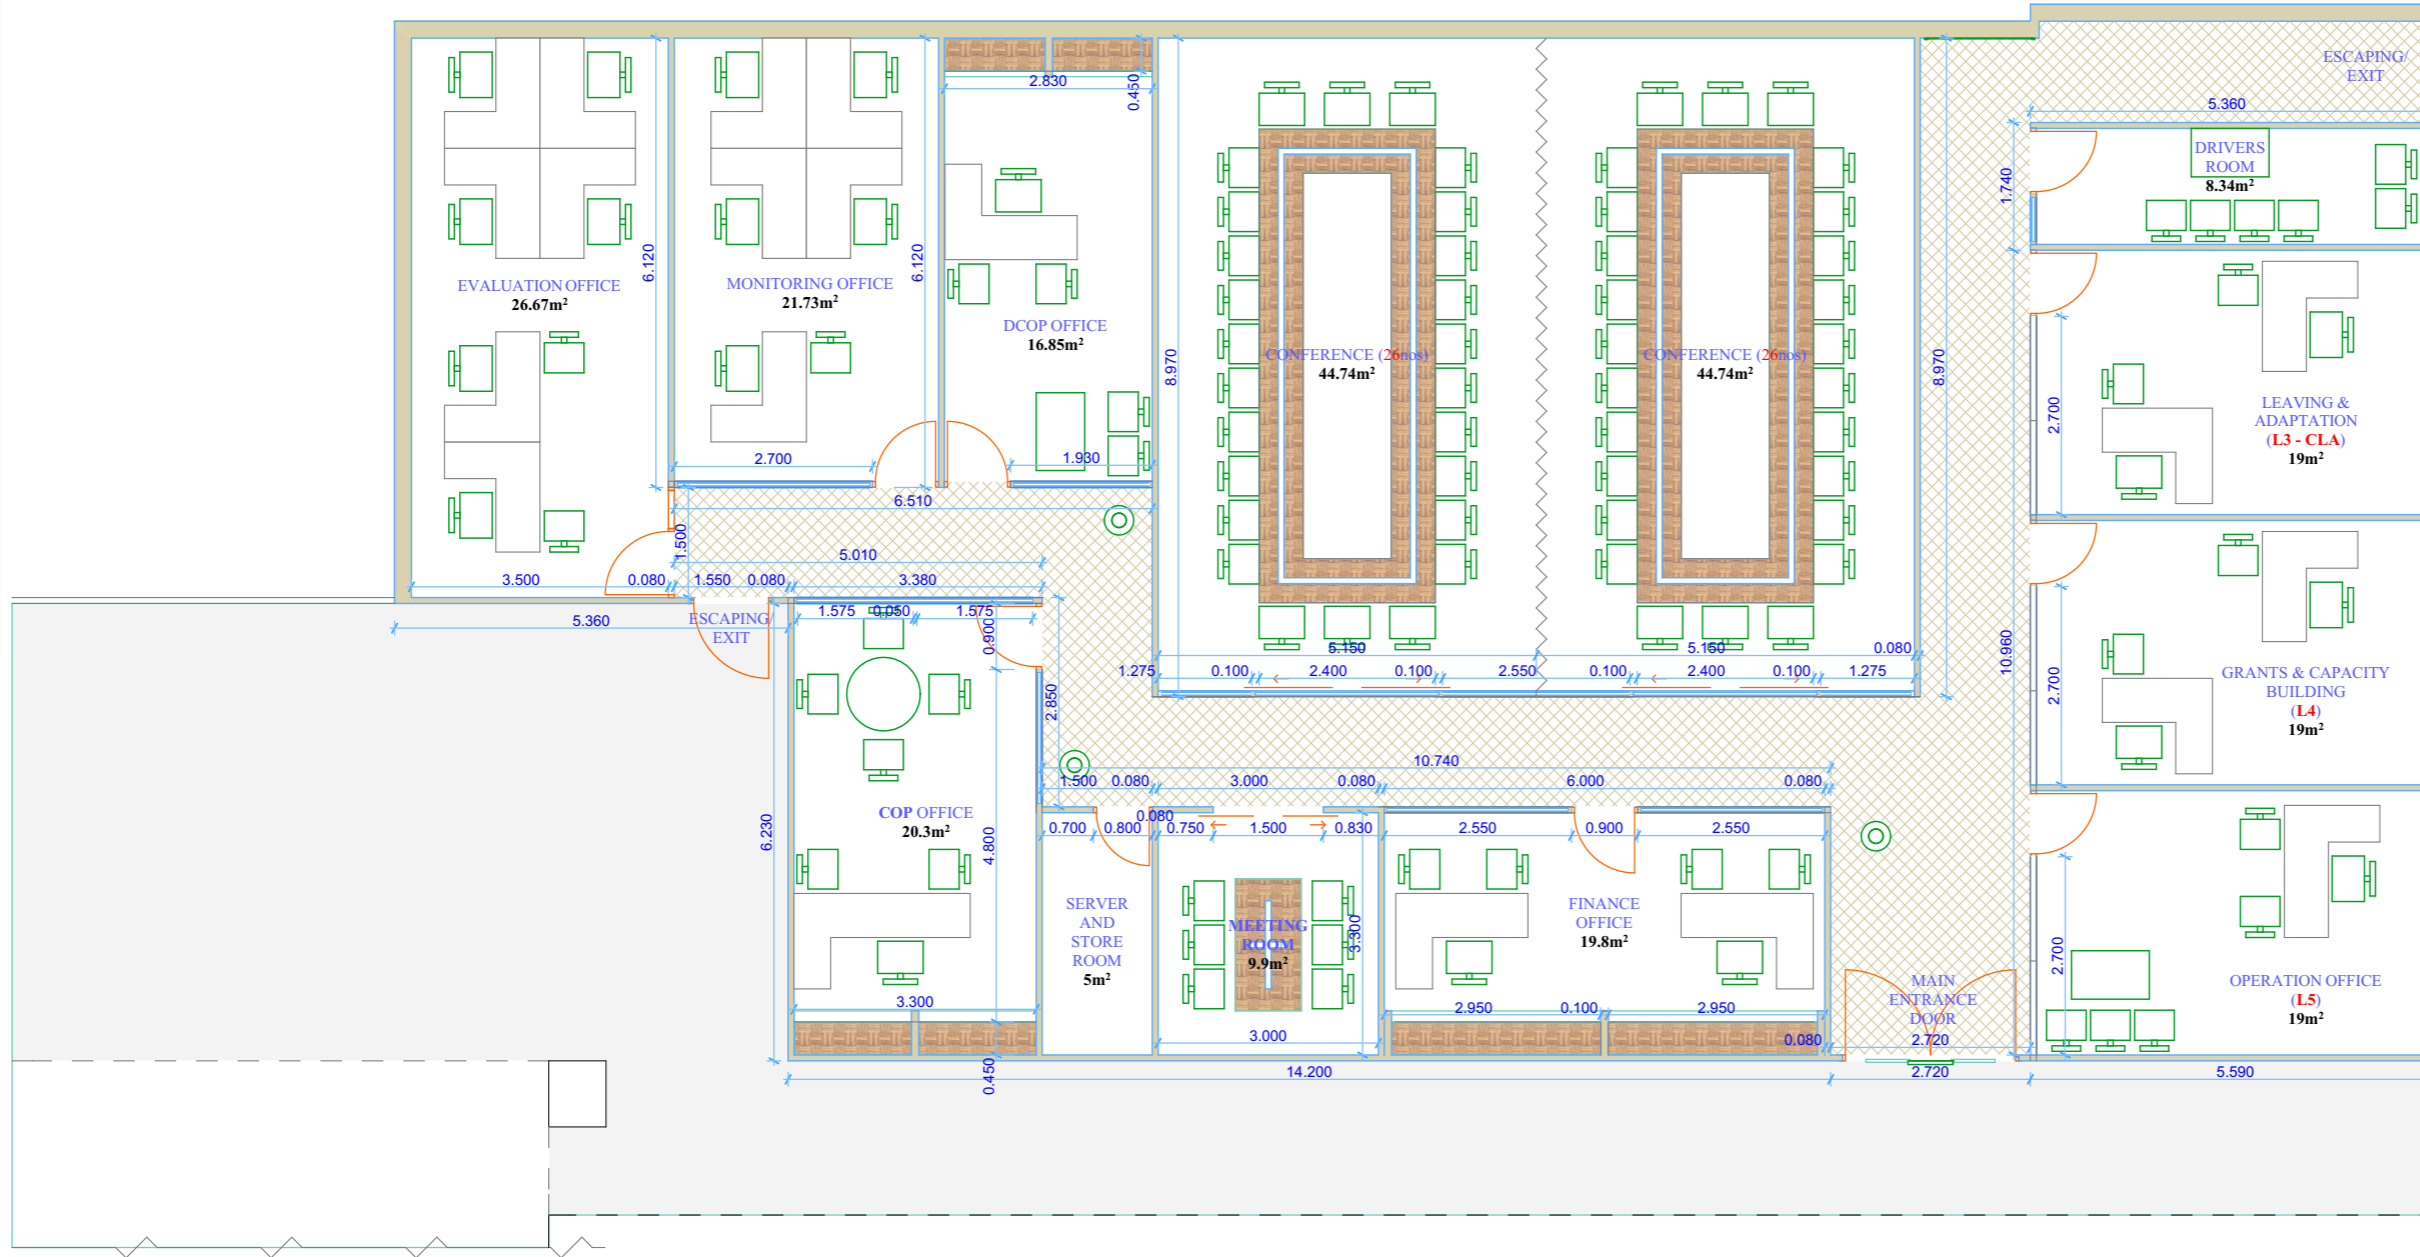 ESCAPING/
EXIT
2.830
0.450
5.360
DRIVERS
ROOM
8.34m²
1.740
6.120
6.120
EVALUATION OFFICE
26.67m²
MONITORING OFFICE
21.73m²
DCOP OFFICE
16.85m²
8.970
CONFERENCE (26nos)
44.74m²
CONFERENCE (26nos)
44.74m²
8.970
2.700
LEAVING &
ADAPTATION
(L3 - CLA)
19m²
2.700
1.930
6.510
1.500
5.010
3.500
0.080
1.550
0.080
3.380
1.575
0.050
1.575
5.360
ESCAPING/
EXIT
0.900
5.150
5.150
0.080
1.275
0.100
2.400
0.100
2.550
0.100
2.400
0.100
1.275
10.960
2.700
GRANTS & CAPACITY
BUILDING
(L4)
19m²
2.850
10.740
1.500
0.080
3.000
0.080
6.000
0.080
COP OFFICE
20.3m²
6.230
4.800
0.080
0.700
0.800
0.750
1.500
0.830
2.550
0.900
2.550
SERVER
AND
STORE
ROOM
5m²
MEETING
ROOM
9.9m²
3.300
FINANCE
OFFICE
19.8m²
2.700
MAIN
ENTRANCE
DOOR
OPERATION OFFICE
(L5)
19m²
3.300
2.950
0.100
2.950
3.000
0.080
2.720
0.450
14.200
2.720
5.590